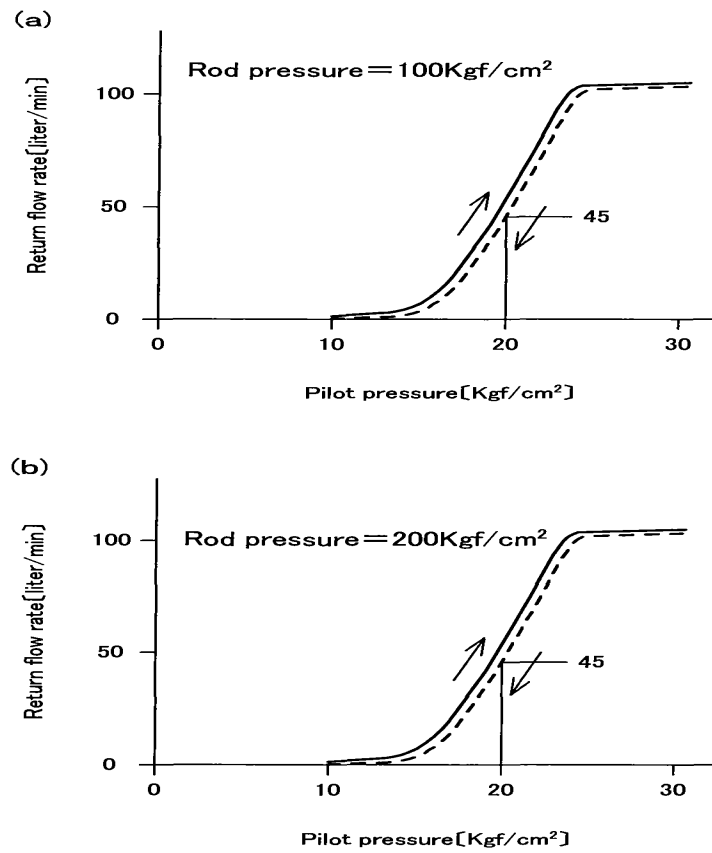 (a)
Rod pressure=100Kgf/cm²
Return flow rate[liter/min]
100
50
45
0
0 10 20 30
Pilot pressure[Kgf/cm²]
(b)
Rod pressure=200Kgf/cm²
Return flow rate[liter/min]
100
50
45
0
0 10 20 30
Pilot pressure[Kgf/cm²]